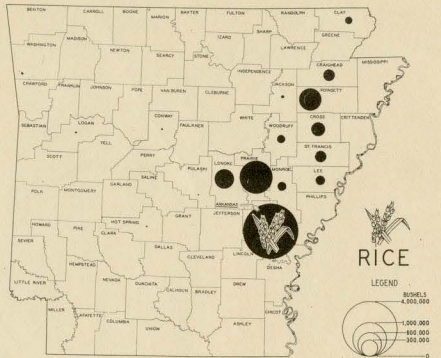 BENTON CARROLL BOONE MARION BAXTER FULTON RANDOLPH CLAY
IZARD SHARP GREENE
WASHINGTON MADISON NEWTON SEARCY STONE LAWRENCE
INDEPENDENCE CRAIGHEAD MISSISSIPPI
CRAWFORD FRANKLIN JOHNSON POPE VAN BUREN CLEBURNE JACKSON POINSETT
SEBASTIAN LOGAN CONWAY FAULKNER WHITE WOODRUFF CROSS CRITTENDEN
SCOTT YELL PERRY ST. FRANCIS
POLK MONTGOMERY GARLAND SALINE PULASKI LONOKE PRAIRIE MONROE LEE
PHILLIPS
ARKANSAS
HOWARD PIKE CLARK HOT SPRING GRANT JEFFERSON
SEVIER DALLAS CLEVELAND LINCOLN DESHA
HEMPSTEAD
LITTLE RIVER NEVADA OUACHITA CALHOUN BRADLEY DREW
MILLER LAFAYETTE COLUMBIA UNION ASHLEY CHICOT
RICE
LEGEND
BUSHELS
4,000,000
1,000,000
600,000
300,000
0